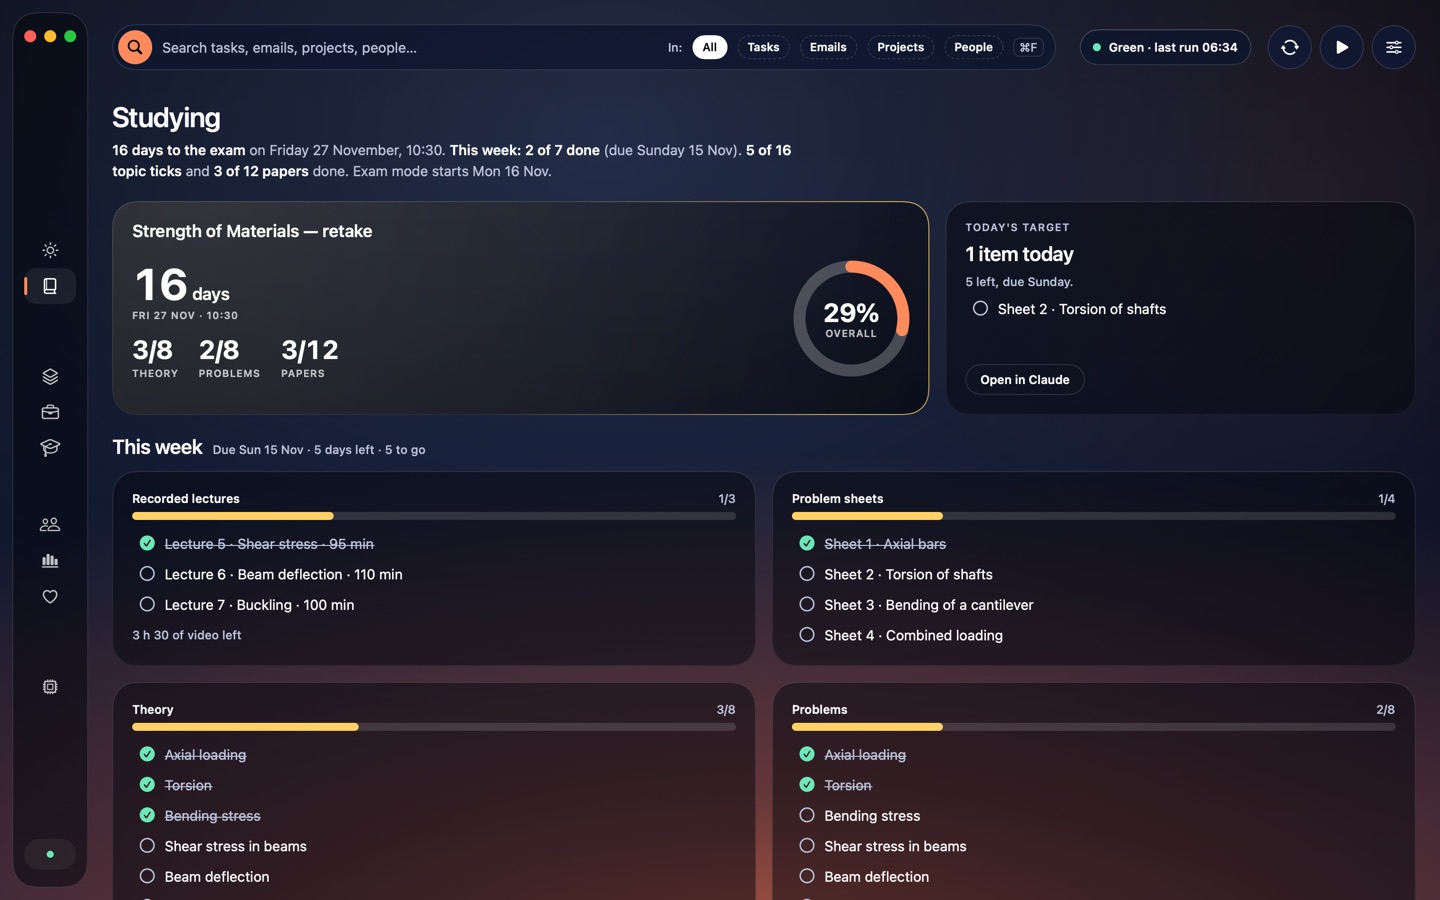 Search tasks, emails, projects, people...
In:
All
Tasks
Emails
Projects
People
⌘F
Green · last run 06:34
Studying
16 days to the exam on Friday 27 November, 10:30. This week: 2 of 7 done (due Sunday 15 Nov). 5 of 16
topic ticks and 3 of 12 papers done. Exam mode starts Mon 16 Nov.
Strength of Materials — retake
16 days
FRI 27 NOV · 10:30
3/8
THEORY
2/8
PROBLEMS
3/12
PAPERS
29%
OVERALL
TODAY'S TARGET
1 item today
5 left, due Sunday.
Sheet 2 · Torsion of shafts
Open in Claude
This week
Due Sun 15 Nov · 5 days left · 5 to go
Recorded lectures
1/3
Lecture 5 · Shear stress · 95 min
Lecture 6 · Beam deflection · 110 min
Lecture 7 · Buckling · 100 min
3 h 30 of video left
Problem sheets
1/4
Sheet 1 · Axial bars
Sheet 2 · Torsion of shafts
Sheet 3 · Bending of a cantilever
Sheet 4 · Combined loading
Theory
3/8
Axial loading
Torsion
Bending stress
Shear stress in beams
Beam deflection
Problems
2/8
Axial loading
Torsion
Bending stress
Shear stress in beams
Beam deflection